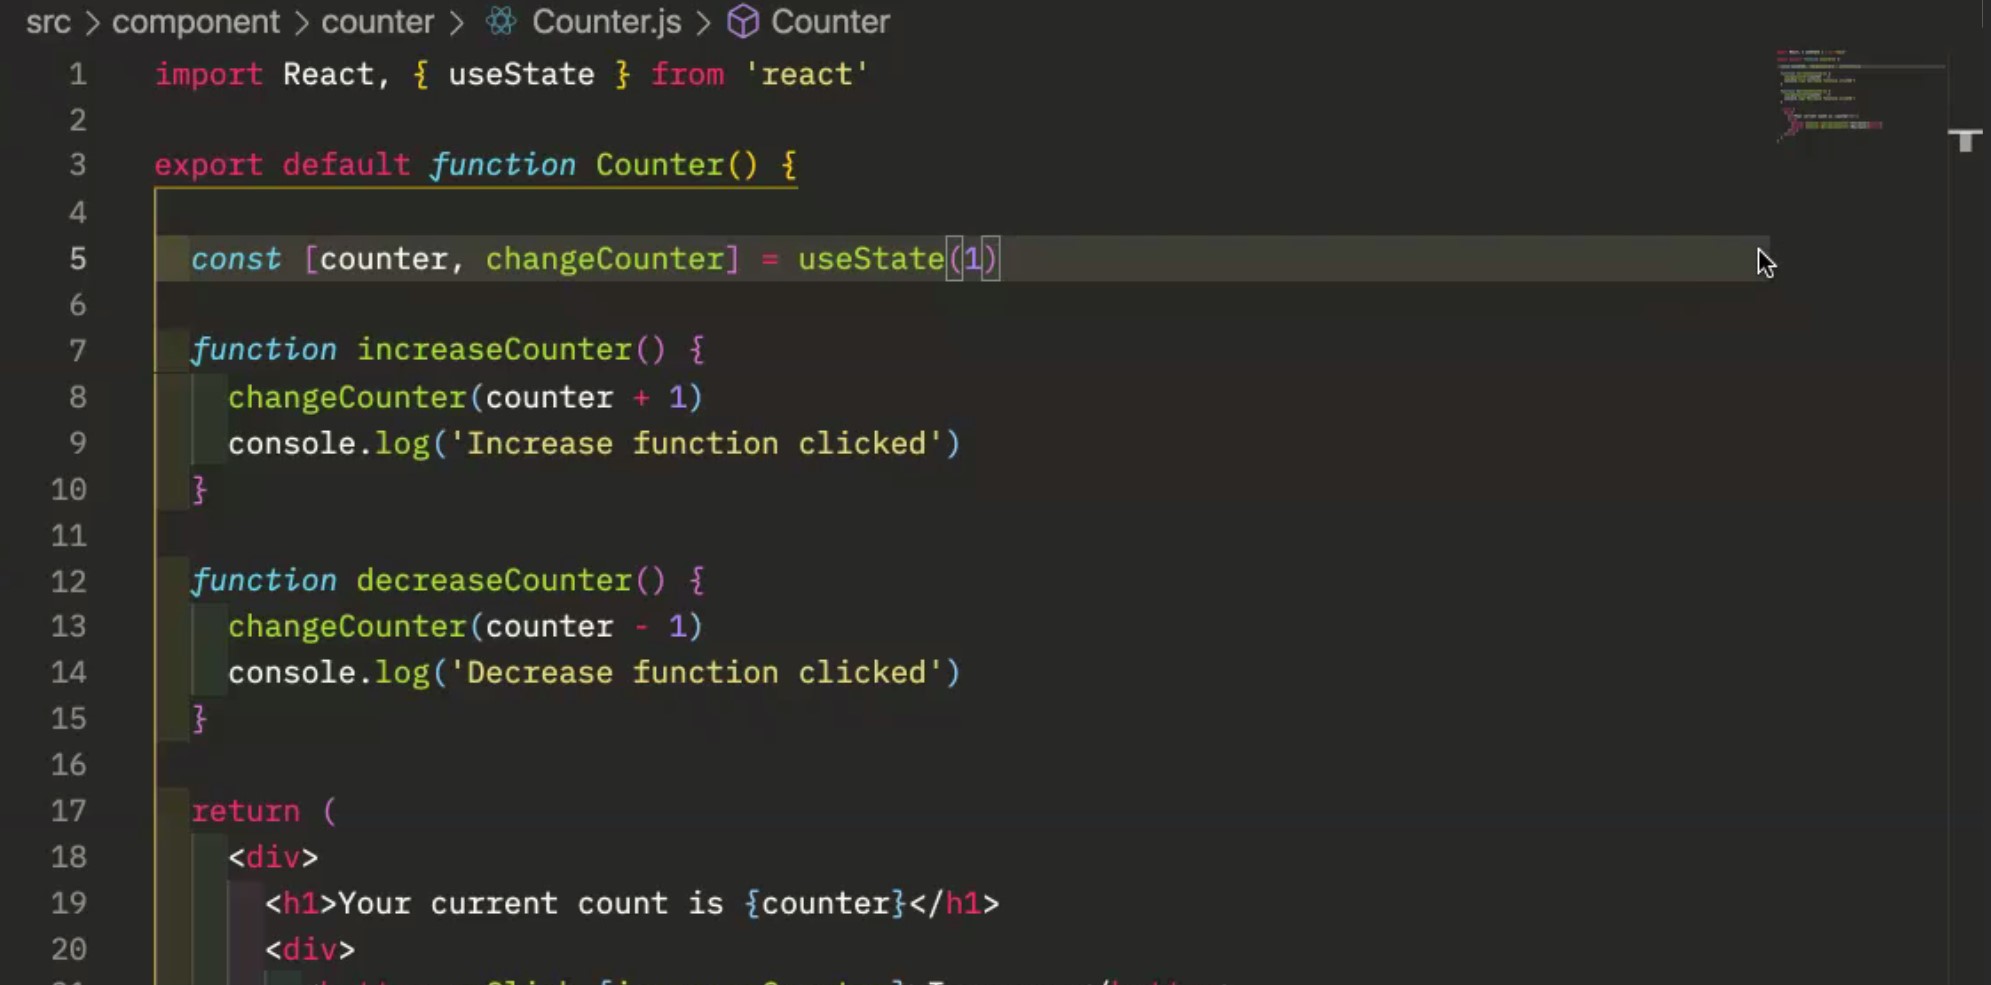 src > component > counter > Counter.js > Counter
1 import React, { useState } from 'react'
2
3 export default function Counter() {
4
5 const [counter, changeCounter] = useState(1)
6
7 function increaseCounter() {
8 changeCounter(counter + 1)
9 console.log('Increase function clicked')
10 }
11
12 function decreaseCounter() {
13 changeCounter(counter - 1)
14 console.log('Decrease function clicked')
15 }
16
17 return (
18 <div>
19 <h1>Your current count is {counter}</h1>
20 <div>